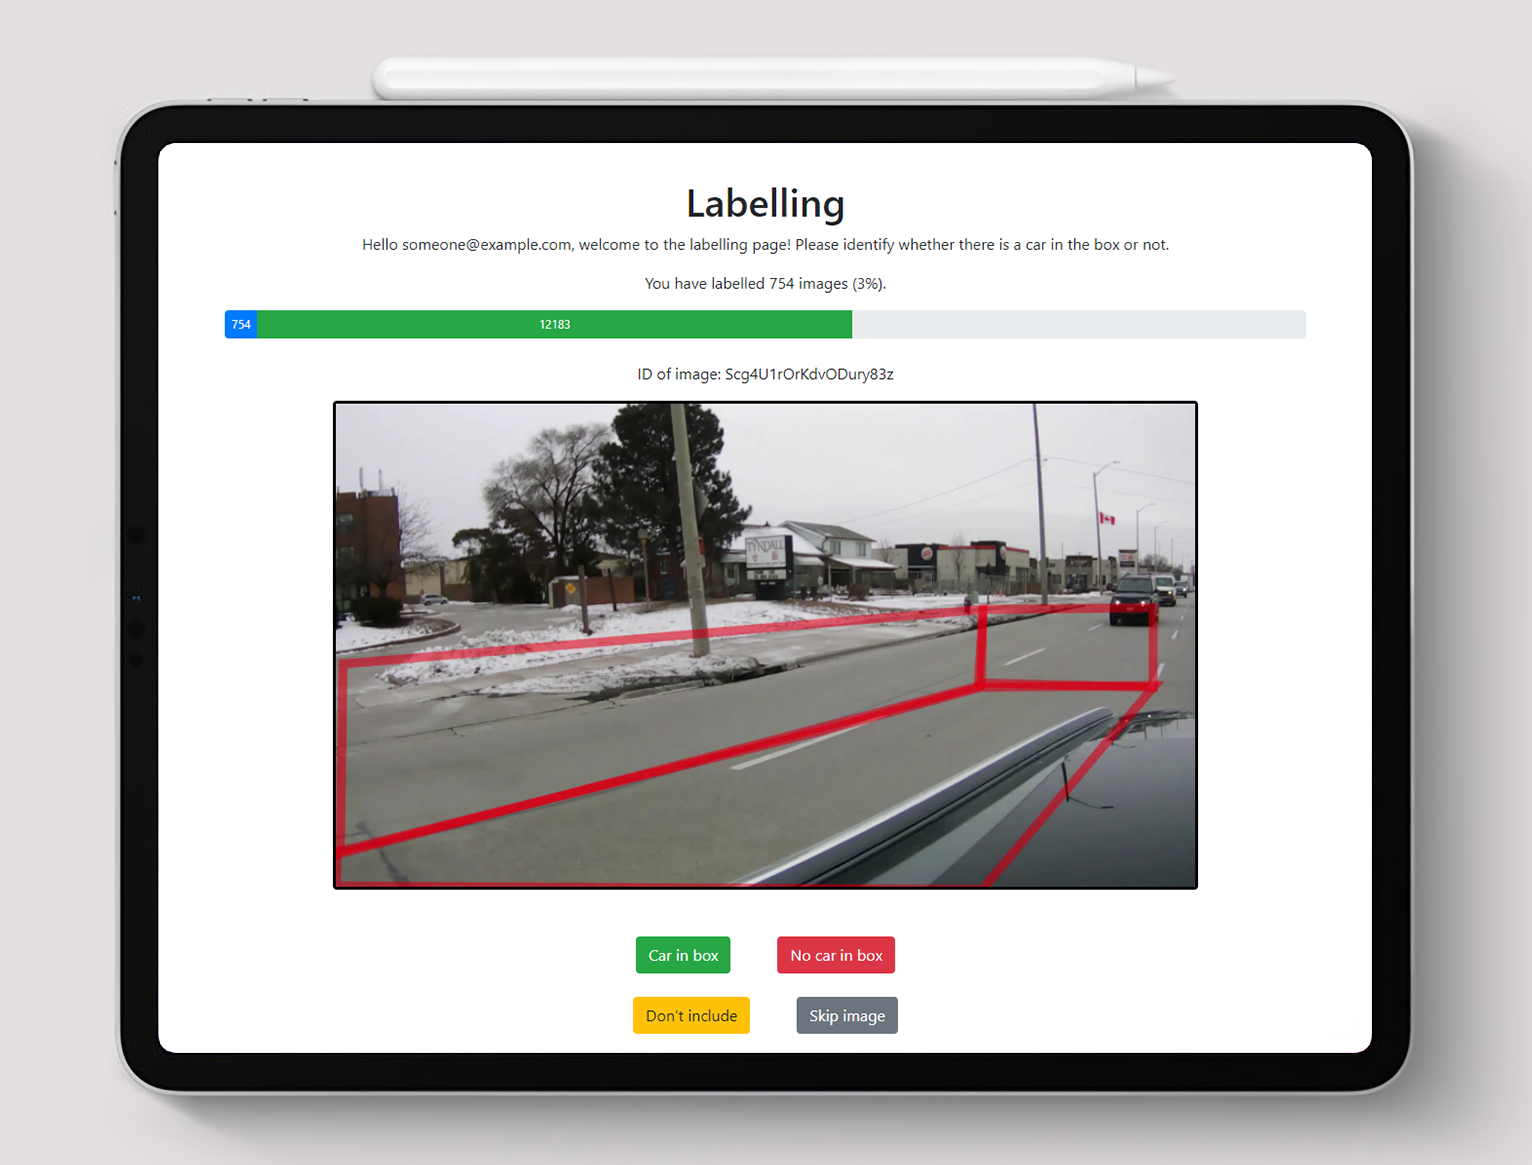 Labelling
Hello someone@example.com, welcome to the labelling page! Please identify whether there is a car in the box or not.
You have labelled 754 images (3%).
754
12183
ID of image: Scg4U1rOrKdvODury83z
TYNDALL
Car in box
No car in box
Don't include
Skip image